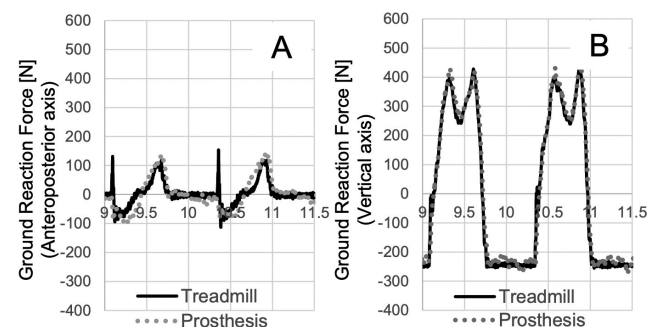 A
Ground Reaction Force [N]
(Anteroposterior axis)
600
500
400
300
200
100
0
-100
-200
-300
-400
9 9.5 10 10.5 11 11.5
Treadmill
Prosthesis
B
Ground Reaction Force [N]
(Vertical axis)
600
500
400
300
200
100
0
-100
-200
-300
-400
9 9.5 10 10.5 11 11.5
Treadmill
Prosthesis